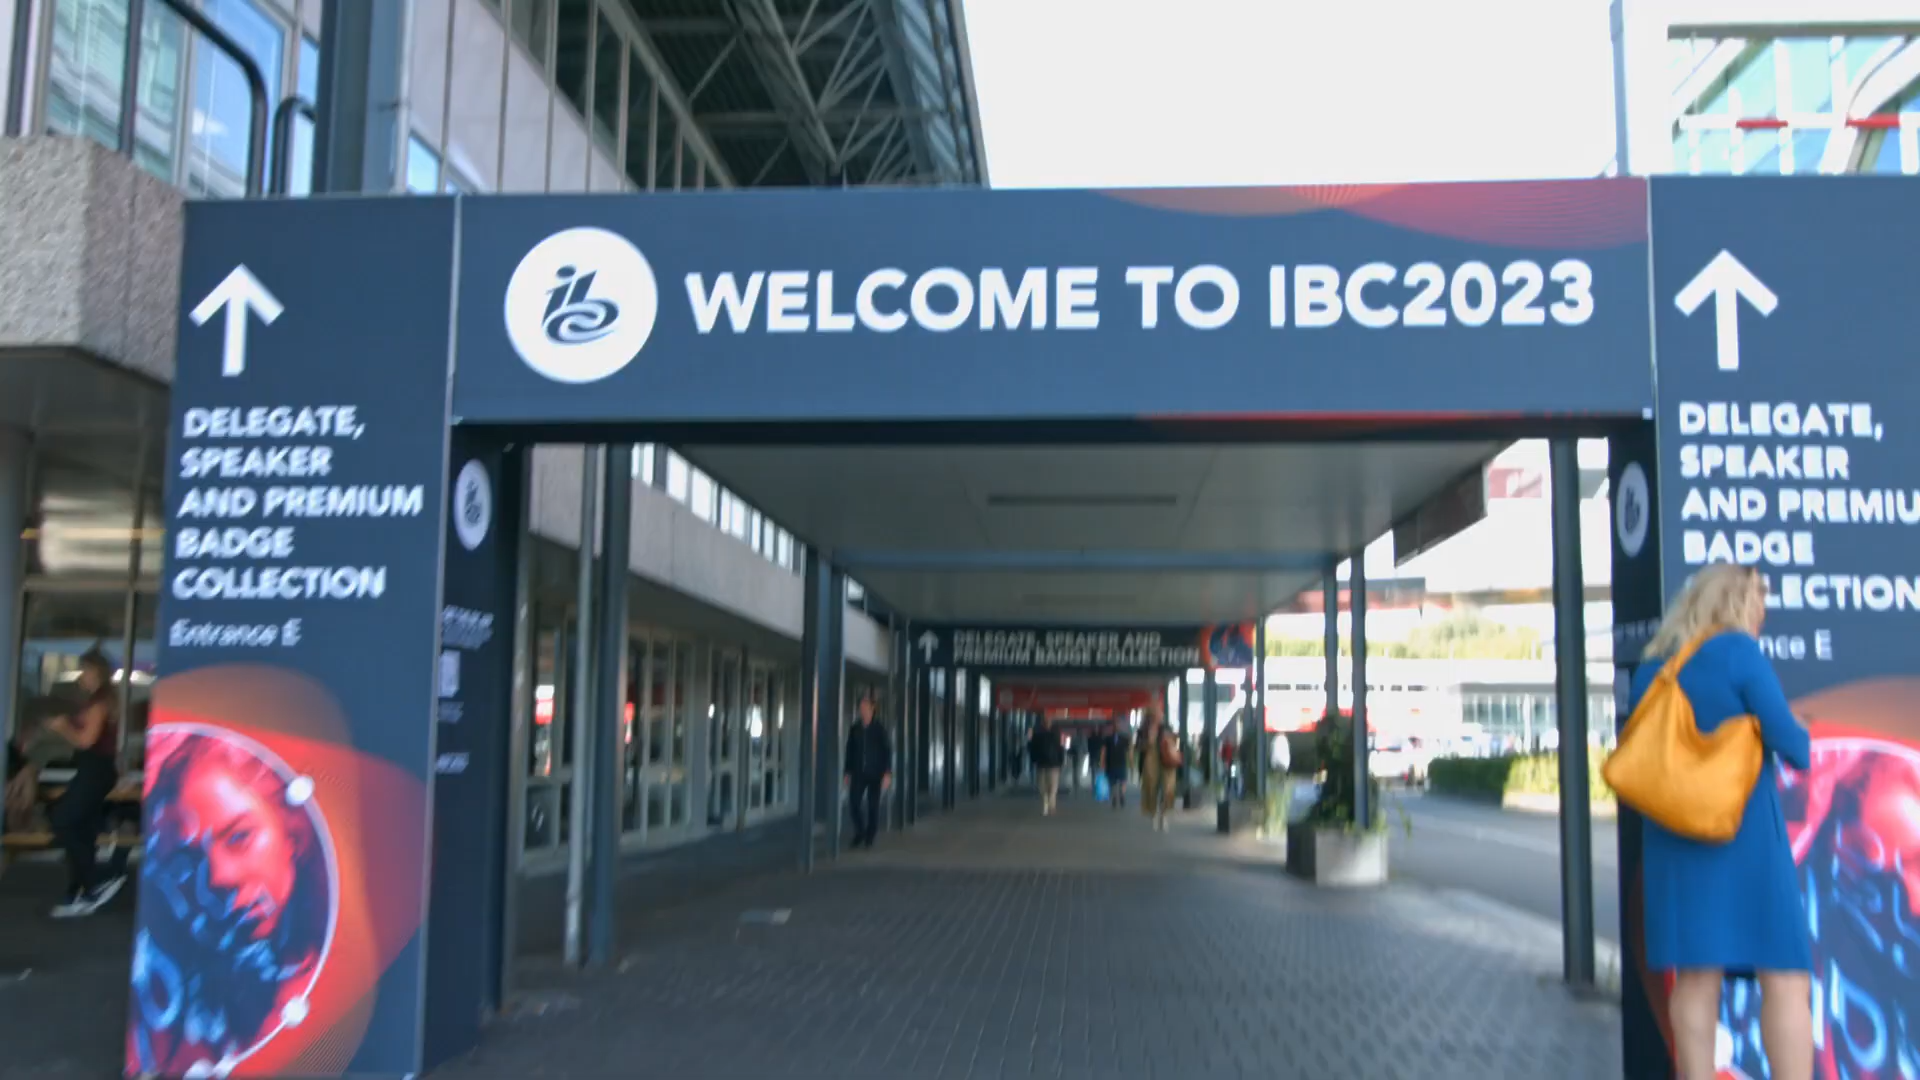 WELCOME TO IBC2023
DELEGATE,
SPEAKER
AND PREMIUM
BADGE
COLLECTION
Entrance E
DELEGATE, SPEAKER AND
PREMIUM BADGE COLLECTION
DELEGATE,
SPEAKER
AND PREMIU
BADGE
LECTION
nce E